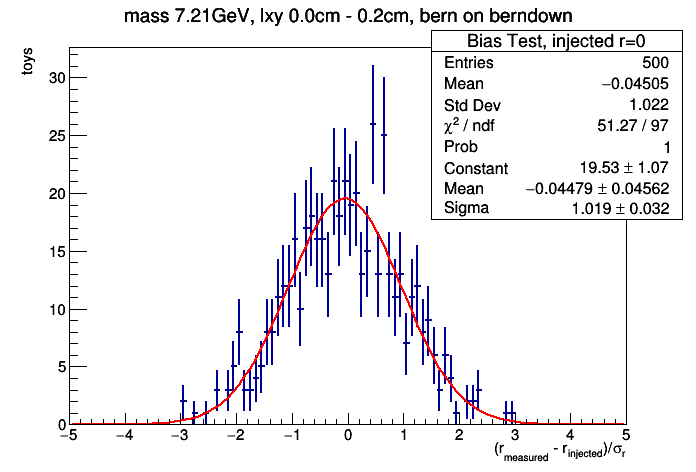 mass 7.21GeV, lxy 0.0cm - 0.2cm, bern on berndown
Bias Test, injected r=0
Entries 500
Mean −0.04505
Std Dev 1.022
χ² / ndf 51.27 / 97
Prob 1
Constant 19.53 ± 1.07
Mean −0.04479 ± 0.04562
Sigma 1.019 ± 0.032
toys
30
25
20
15
10
5
0
−5 −4 −3 −2 −1 0 1 2 3 4 5
(r_measured - r_injected)/σ_r